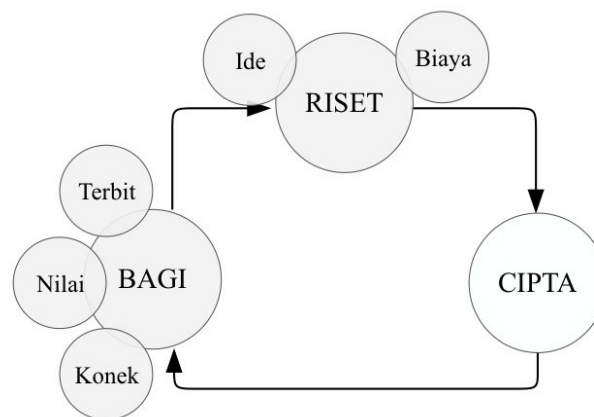 Ide
Biaya
RISET
Terbit
Nilai
BAGI
CIPTA
Konek